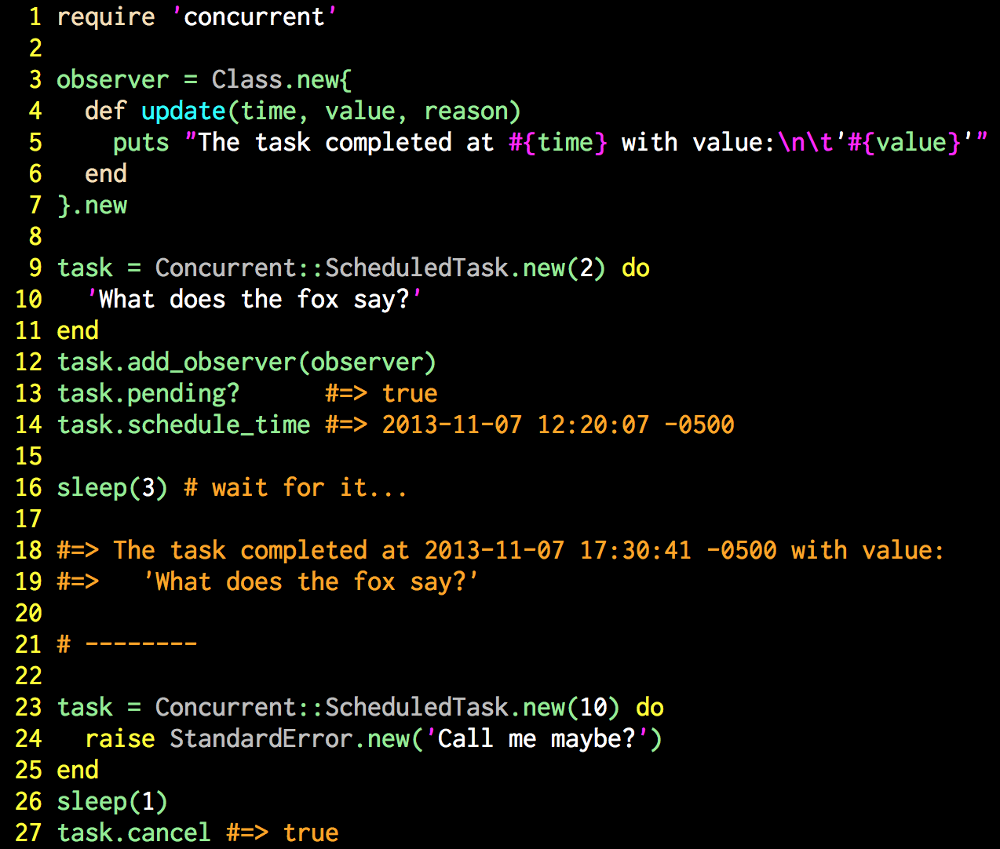 1 require 'concurrent'
2
3 observer = Class.new{
4   def update(time, value, reason)
5     puts "The task completed at #{time} with value:\n\t'#{value}'"
6   end
7 }.new
8
9 task = Concurrent::ScheduledTask.new(2) do
10   'What does the fox say?'
11 end
12 task.add_observer(observer)
13 task.pending?      #=> true
14 task.schedule_time #=> 2013-11-07 12:20:07 -0500
15
16 sleep(3) # wait for it...
17
18 #=> The task completed at 2013-11-07 17:30:41 -0500 with value:
19 #=>   'What does the fox say?'
20
21 # --------
22
23 task = Concurrent::ScheduledTask.new(10) do
24   raise StandardError.new('Call me maybe?')
25 end
26 sleep(1)
27 task.cancel #=> true